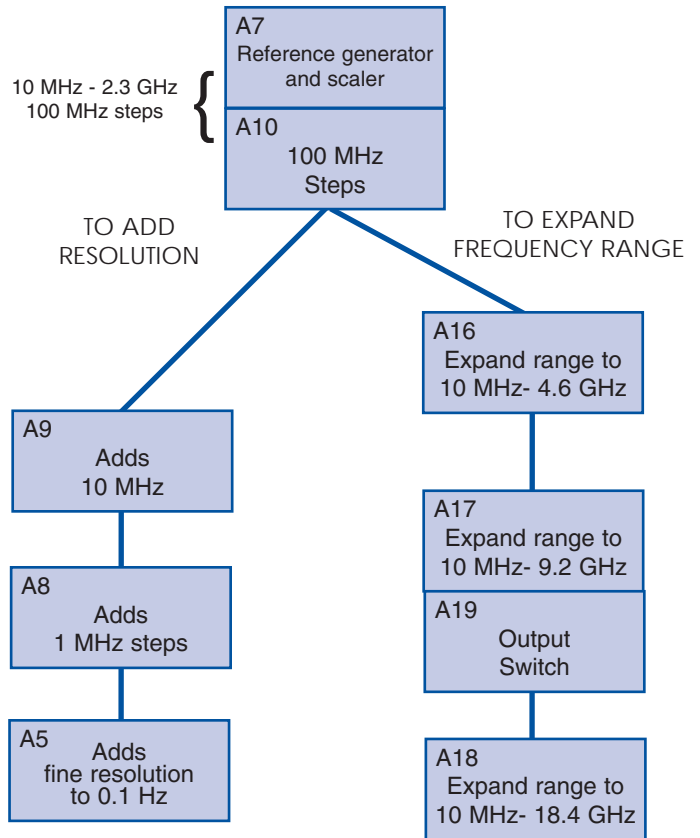 A7
Reference generator
and scaler
10 MHz - 2.3 GHz
100 MHz steps
{
A10
100 MHz
Steps
TO ADD
RESOLUTION
TO EXPAND
FREQUENCY RANGE
A16
Expand range to
10 MHz- 4.6 GHz
A9
Adds
10 MHz
A17
Expand range to
10 MHz- 9.2 GHz
A8
Adds
1 MHz steps
A19
Output
Switch
A5
Adds
fine resolution
to 0.1 Hz
A18
Expand range to
10 MHz- 18.4 GHz